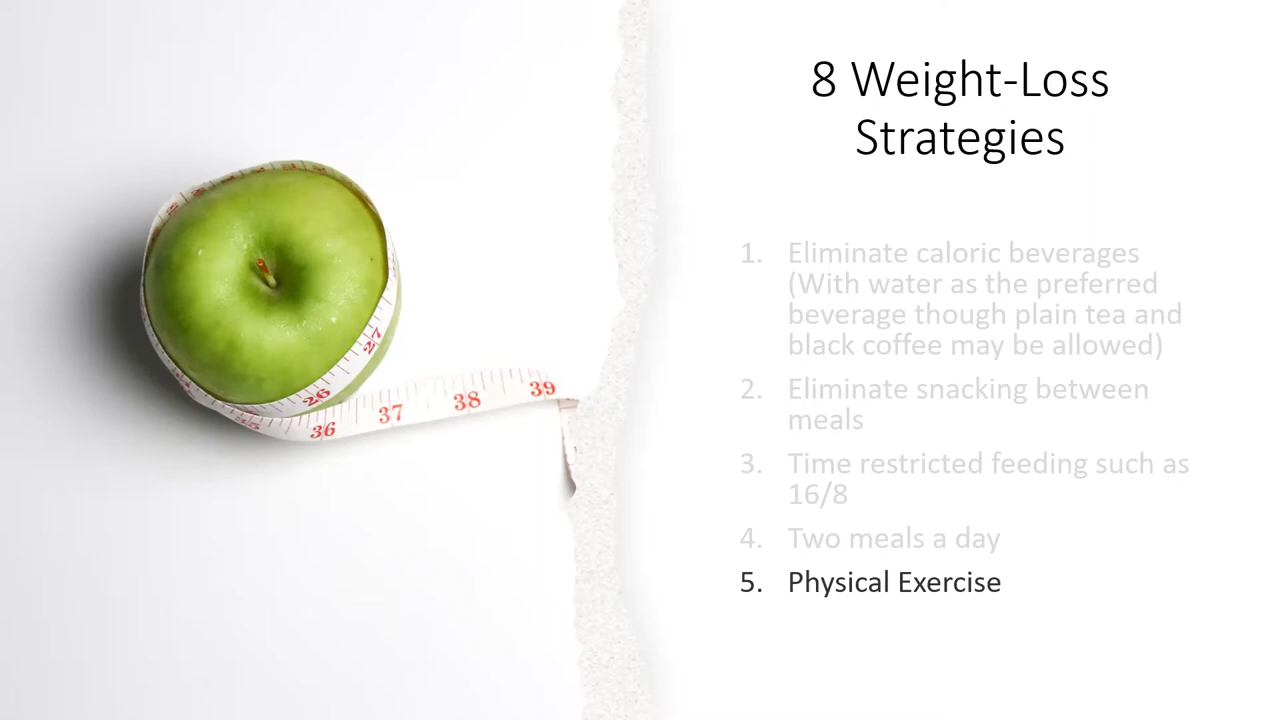 8 Weight-Loss
Strategies
1. Eliminate caloric beverages
(With water as the preferred
beverage though plain tea and
black coffee may be allowed)
2. Eliminate snacking between
meals
3. Time restricted feeding such as
16/8
4. Two meals a day
5. Physical Exercise
26
27
36
37
38
39